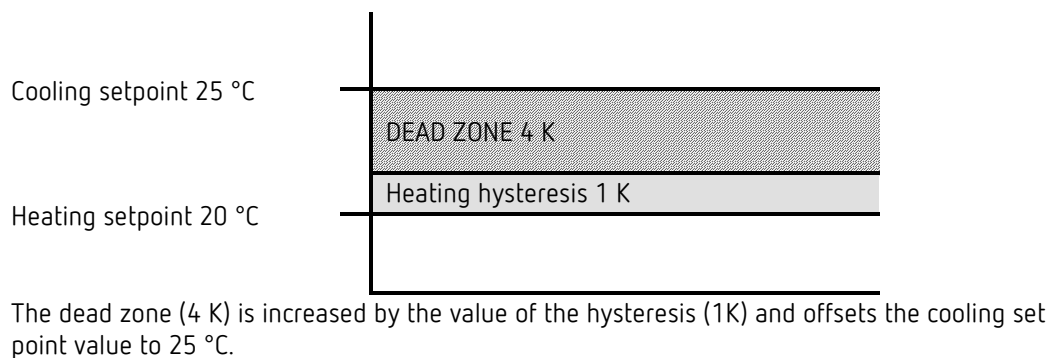 Cooling setpoint 25 °C
DEAD ZONE 4 K
Heating hysteresis 1 K
Heating setpoint 20 °C
The dead zone (4 K) is increased by the value of the hysteresis (1K) and offsets the cooling set
point value to 25 °C.